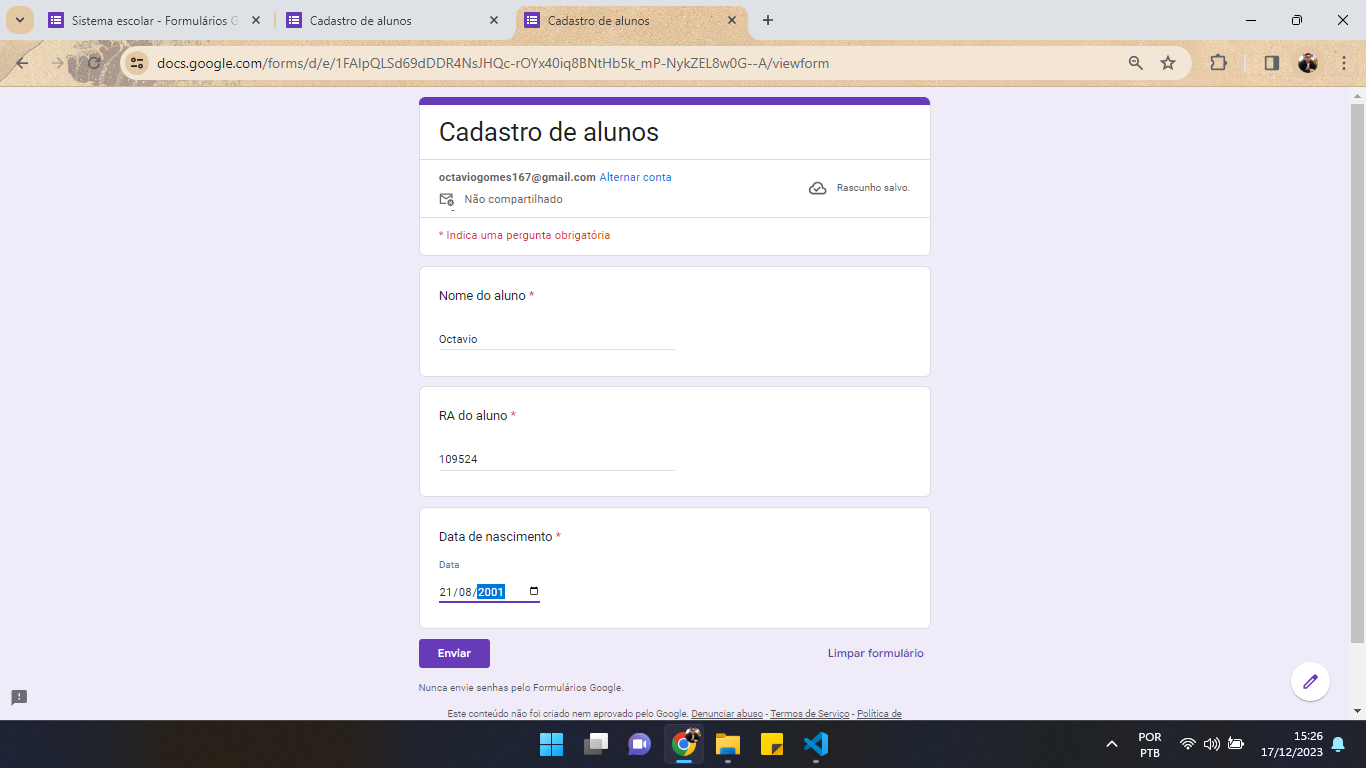 Sistema escolar - Formulários G
Cadastro de alunos
Cadastro de alunos
docs.google.com/forms/d/e/1FAIpQLSd69dDDR4NsJHQc-rOYx40iq8BNtHb5k_mP-NykZEL8w0G--A/viewform
Cadastro de alunos
octaviogomes167@gmail.com Alternar conta
Não compartilhado
Rascunho salvo.
* Indica uma pergunta obrigatória
Nome do aluno *
Octavio
RA do aluno *
109524
Data de nascimento *
Data
21/08/2001
Enviar
Limpar formulário
Nunca envie senhas pelo Formulários Google.
Este conteúdo não foi criado nem aprovado pelo Google. Denunciar abuso - Termos de Serviço - Política de
POR
PTB
15:26
17/12/2023